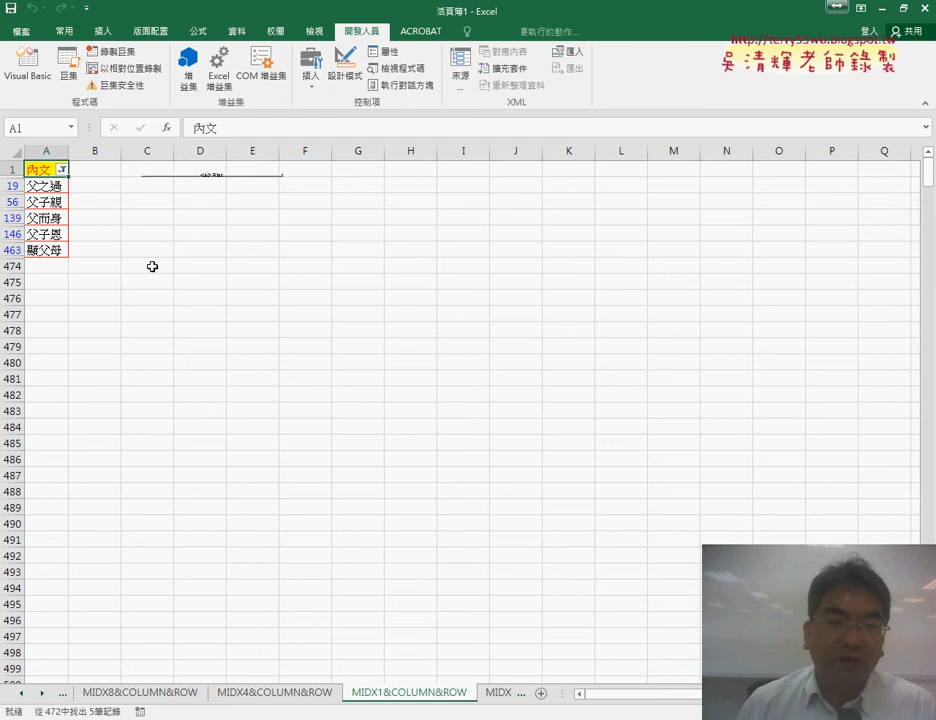 活頁簿1 - Excel
檔案 常用 插入 版面配置 公式 資料 校閱 檢視 開發人員 ACROBAT 更執行的動作... 登入 共用
http://terry55wu.blogspot.tw
吳清輝老師錄製
Visual Basic 巨集 錄製巨集 以相對位置錄製 巨集安全性
增益集 Excel 增益集 COM 增益集
插入 設計模式 屬性 檢視程式碼 執行對話方塊
來源... 對應內容 擴充套件 重新整理資料 匯入 匯出
程式碼 增益集 控制項 XML
A1 fx 內文
A B C D E F G H I J K L M N O P Q
1 內文
19 父之過
56 父子親
139 父而身
146 父子恩
463 顯父母
474
475
476
478
477
479
480
481
482
483
484
485
486
487
488
489
490
491
492
493
494
495
496
497
498
499
... MIDX8&COLUMN&ROW MIDX4&COLUMN&ROW MIDX1&COLUMN&ROW MIDX ...
就緒 從 472中找出 5筆記錄